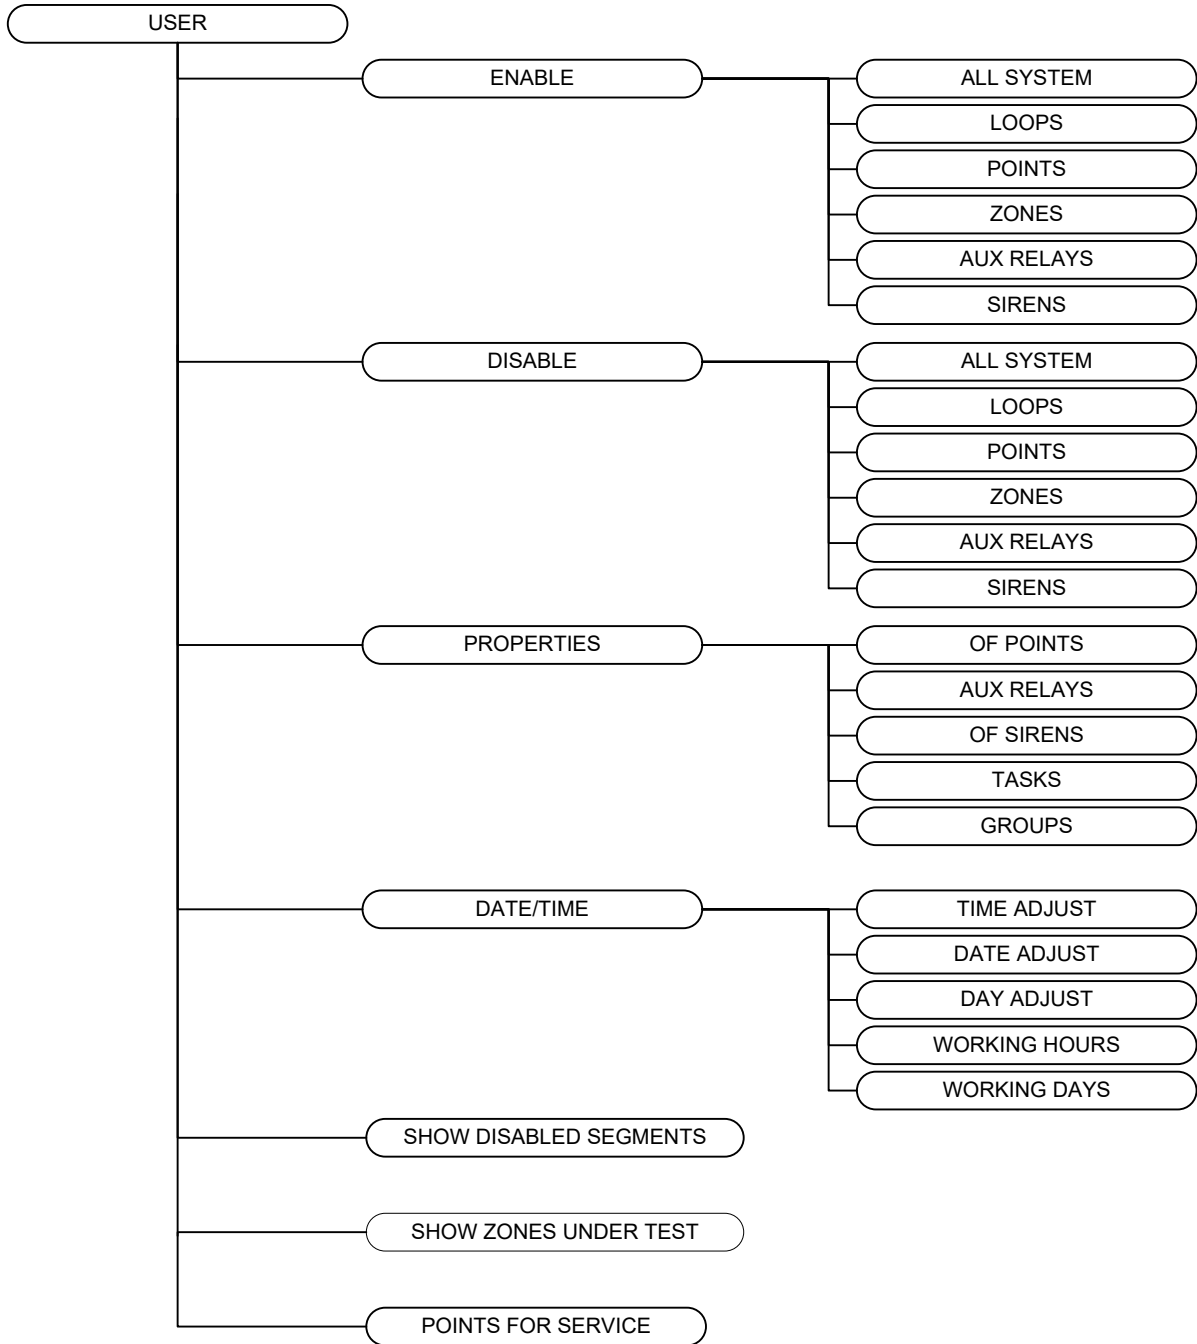 USER
ENABLE
ALL SYSTEM
LOOPS
POINTS
ZONES
AUX RELAYS
SIRENS
DISABLE
ALL SYSTEM
LOOPS
POINTS
ZONES
AUX RELAYS
SIRENS
PROPERTIES
OF POINTS
AUX RELAYS
OF SIRENS
TASKS
GROUPS
DATE/TIME
TIME ADJUST
DATE ADJUST
DAY ADJUST
WORKING HOURS
WORKING DAYS
SHOW DISABLED SEGMENTS
SHOW ZONES UNDER TEST
POINTS FOR SERVICE